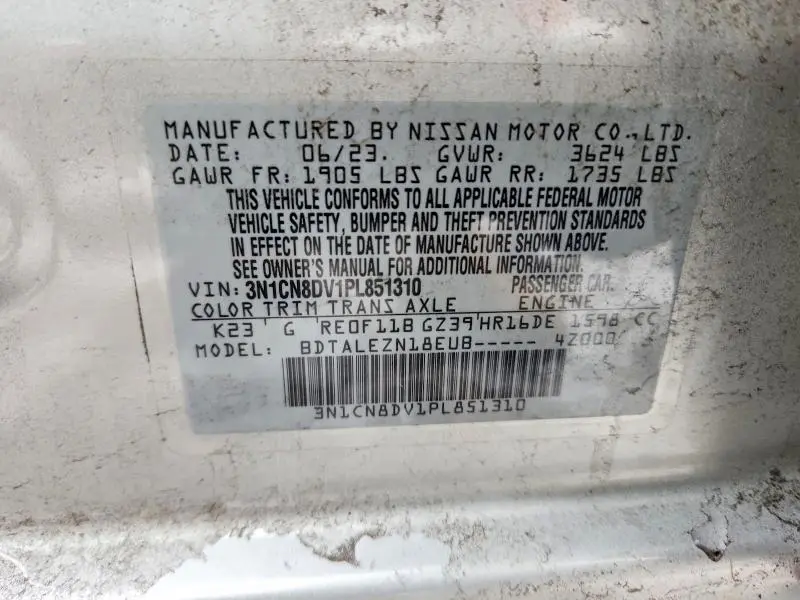 MANUFACTURED BY NISSAN MOTOR CO., LTD.
DATE: 06/23. GVWR: 3624 LBS
GAWR FR: 1905 LBS GAWR RR: 1735 LBS
THIS VEHICLE CONFORMS TO ALL APPLICABLE FEDERAL MOTOR
VEHICLE SAFETY, BUMPER AND THEFT PREVENTION STANDARDS
IN EFFECT ON THE DATE OF MANUFACTURE SHOWN ABOVE.
SEE OWNER'S MANUAL FOR ADDITIONAL INFORMATION.
VIN: 3N1CN8DV1PL851310 PASSENGER CAR.
COLOR TRIM TRANS AXLE ENGINE
K23 G RE0F11B GZ39 HR16DE 1598 CC
MODEL: BDTALEZN18EUB----- 4Z000
3N1CN8DV1PL851310